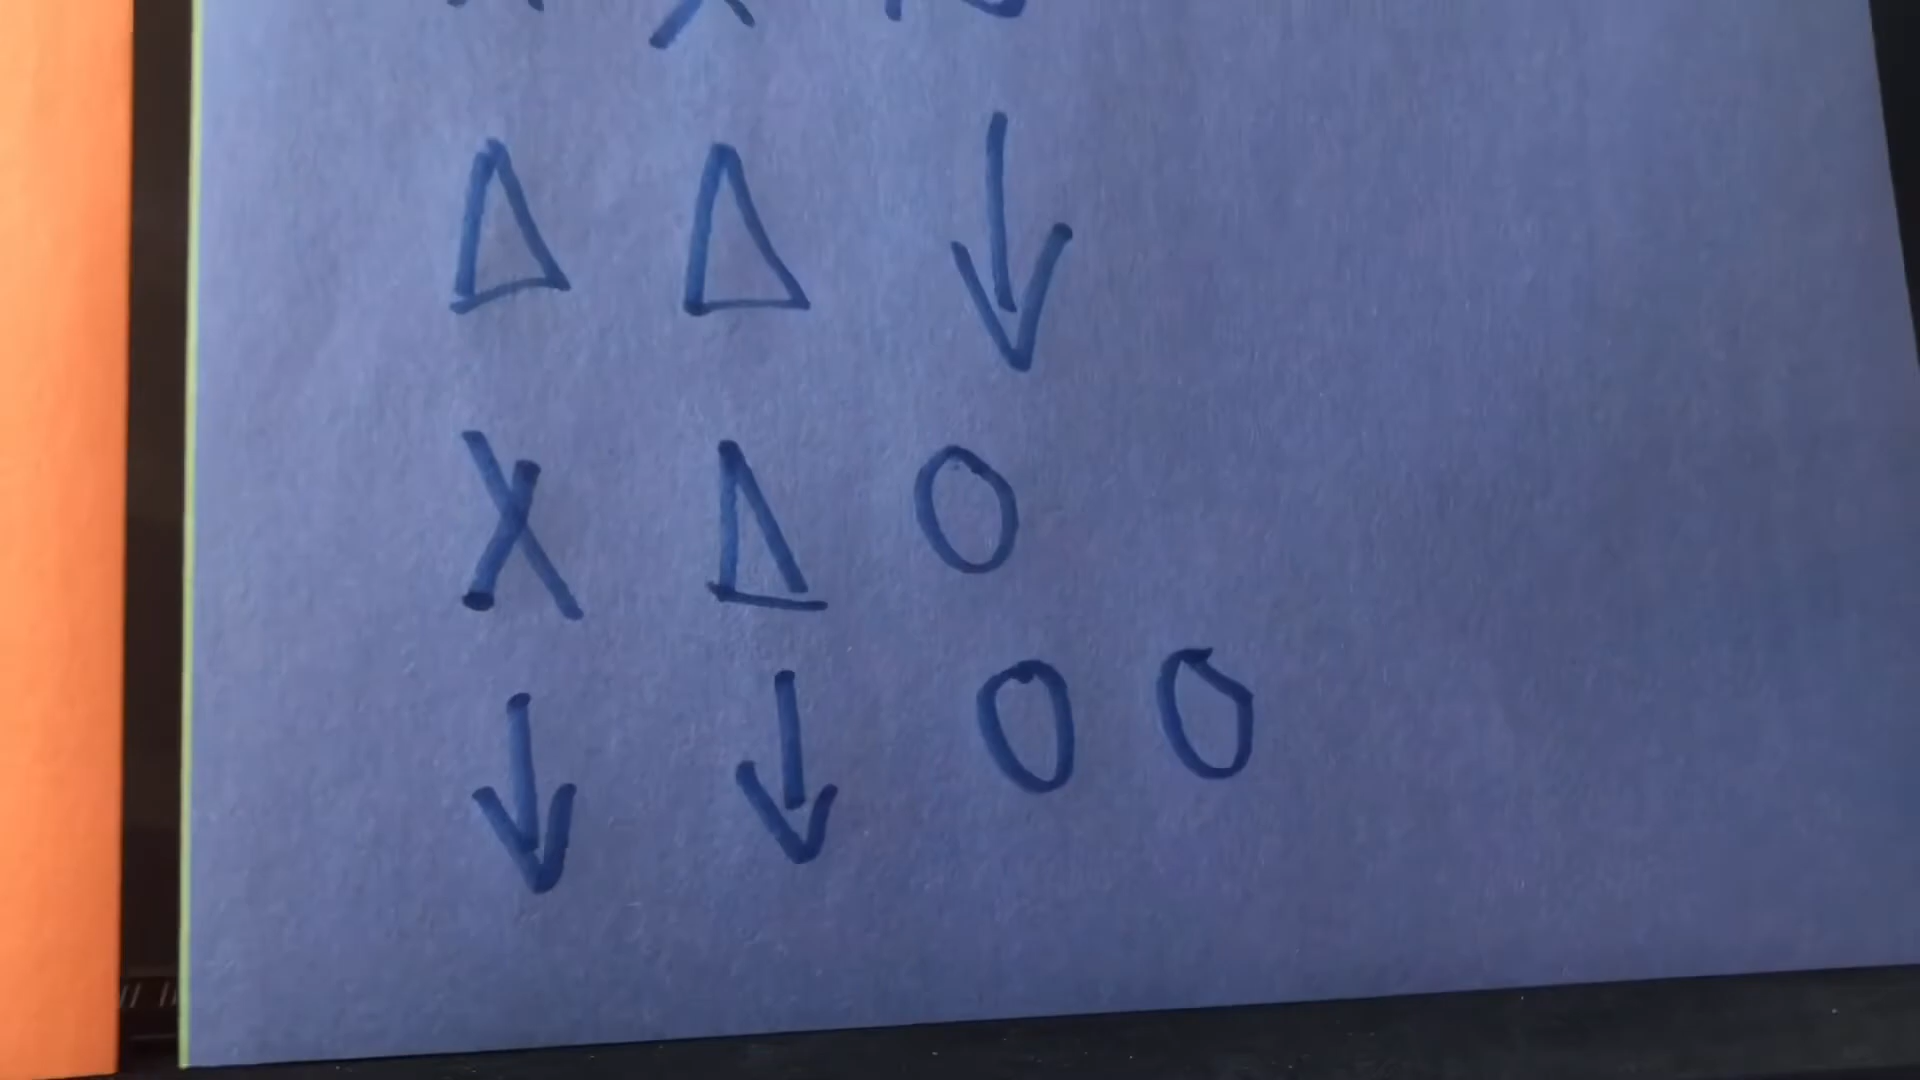 Δ Δ ↓
X Δ O
↓ ↓ O O